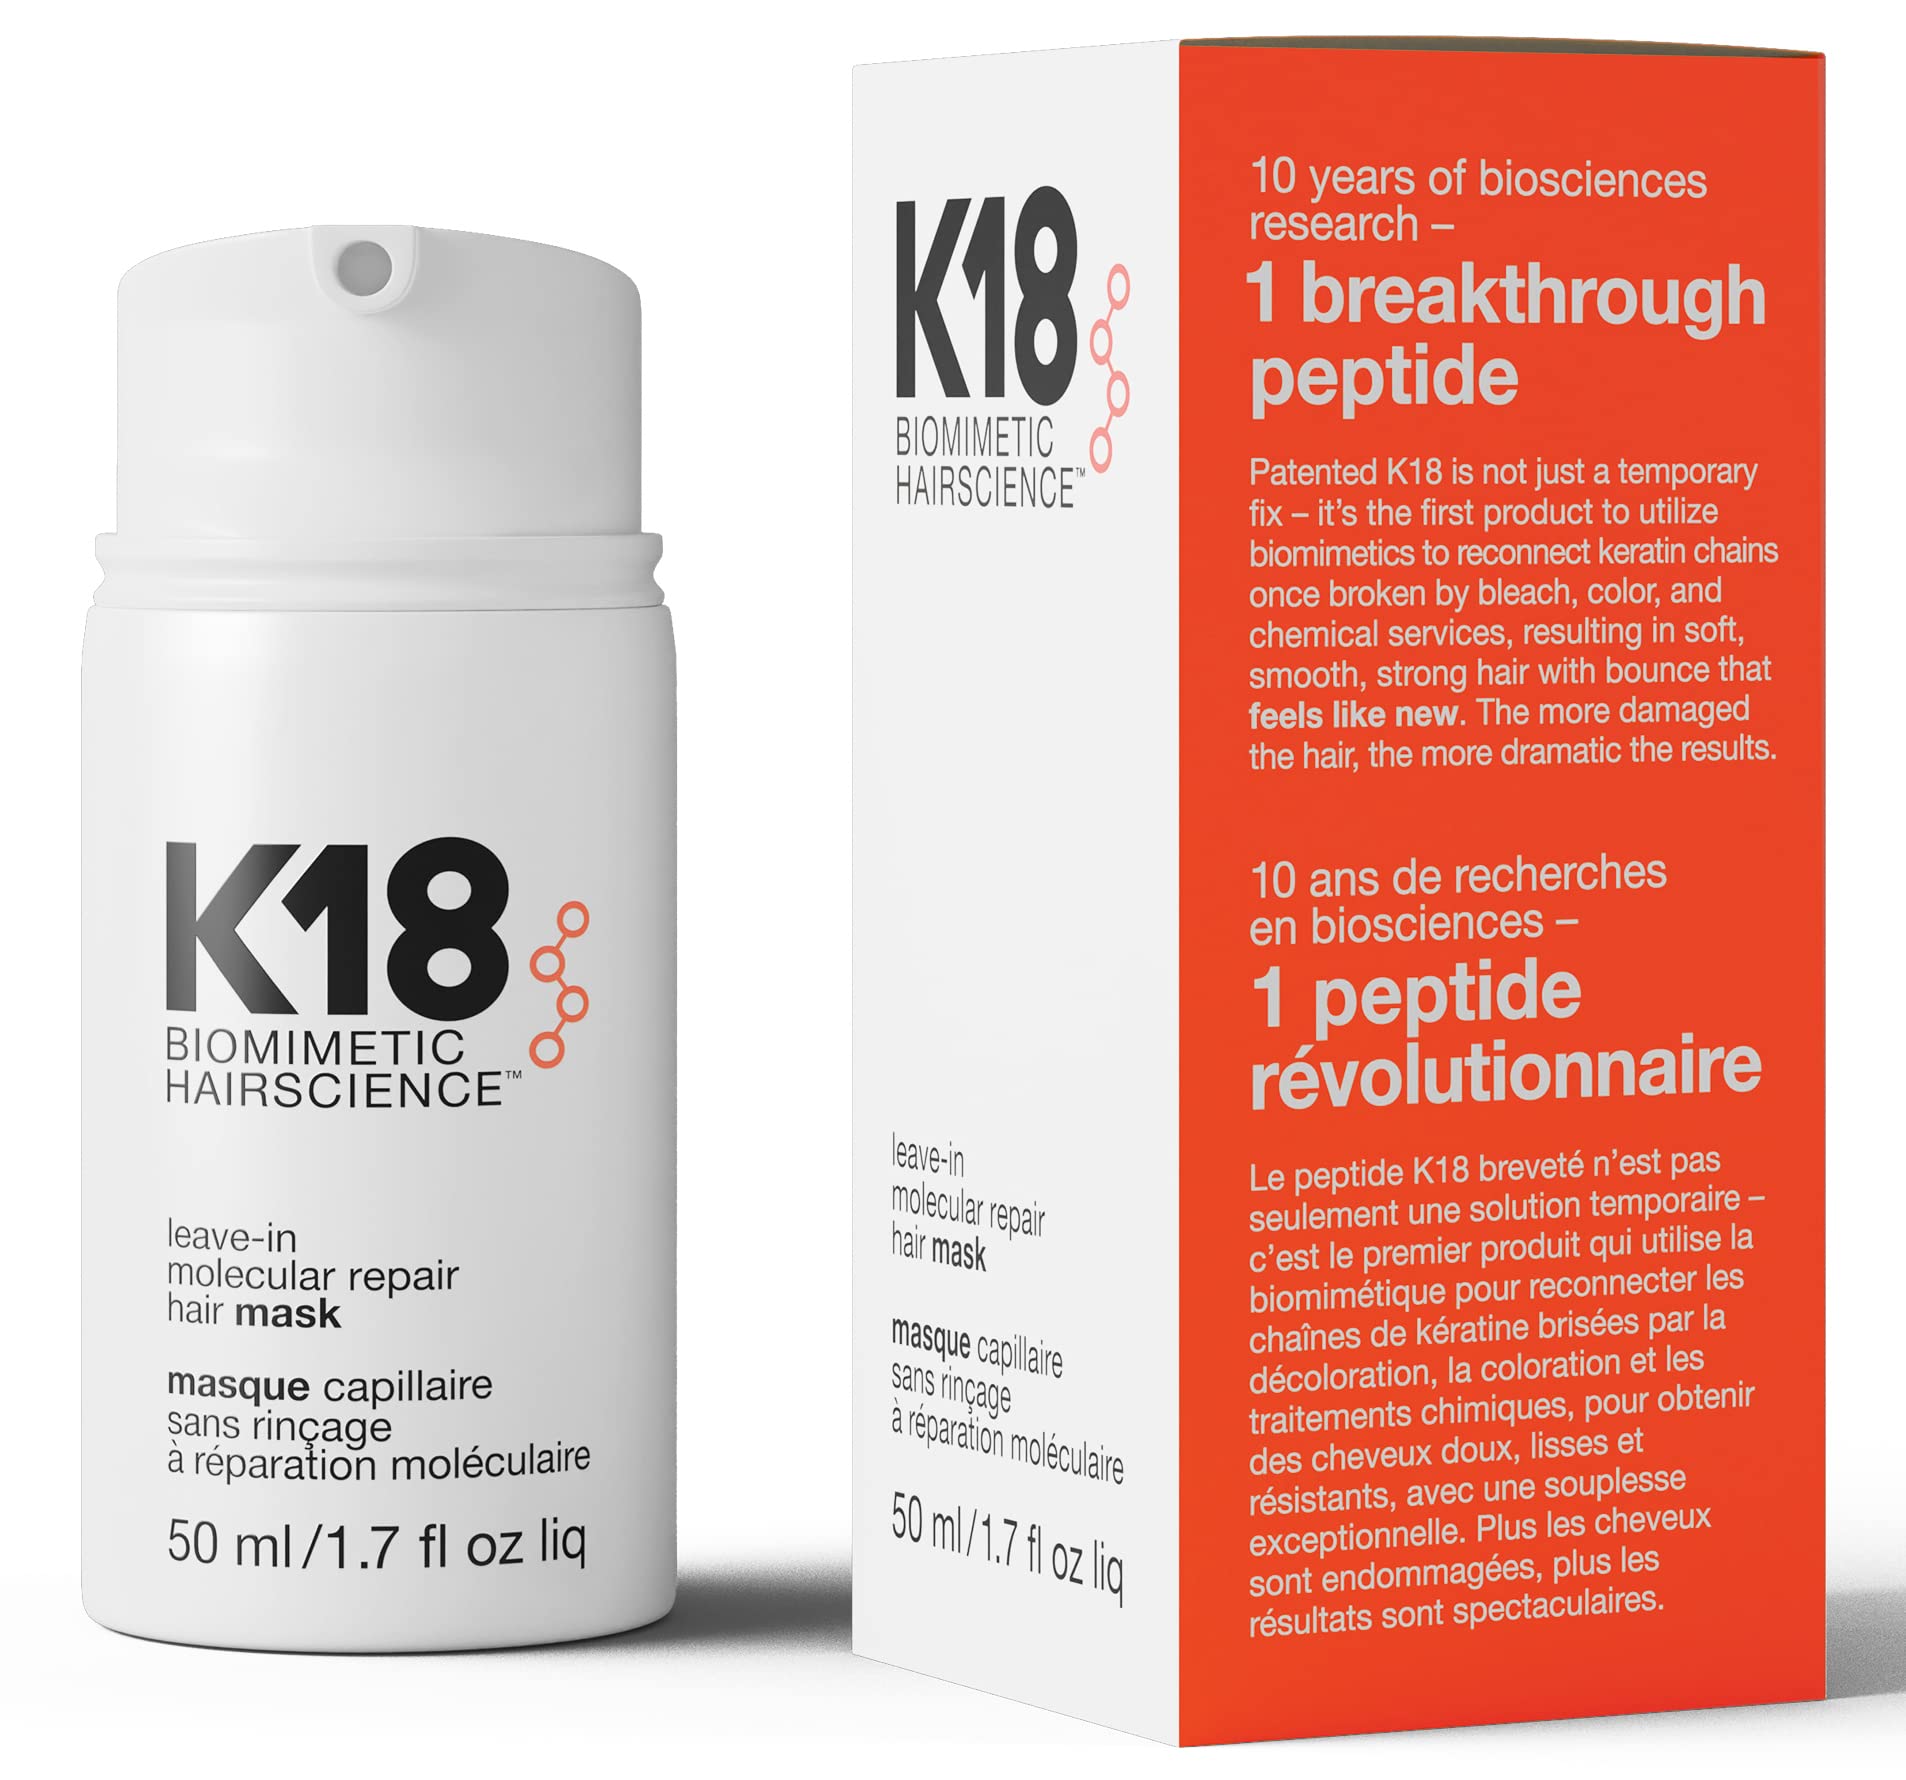 K18
BIOMIMETIC
HAIRSCIENCE™
leave-in
molecular repair
hair mask
masque capillaire
sans rinçage
à réparation moléculaire
50 ml/1.7 fl oz liq
K18
BIOMIMETIC
HAIRSCIENCE™
leave-in
molecular repair
hair mask
masque capillaire
sans rinçage
à réparation moléculaire
50 ml/1.7 fl oz liq
10 years of biosciences
research –
1 breakthrough
peptide
Patented K18 is not just a temporary
fix – it’s the first product to utilize
biomimetics to reconnect keratin chains
once broken by bleach, color, and
chemical services, resulting in soft,
smooth, strong hair with bounce that
feels like new. The more damaged
the hair, the more dramatic the results.
10 ans de recherches
en biosciences –
1 peptide
révolutionnaire
Le peptide K18 breveté n’est pas
seulement une solution temporaire –
c’est le premier produit qui utilise la
biomimétique pour reconnecter les
chaînes de kératine brisées par la
décoloration, la coloration et les
traitements chimiques, pour obtenir
des cheveux doux, lisses et
résistants, avec une souplesse
exceptionnelle. Plus les cheveux
sont endommagées, plus les
résultats sont spectaculaires.